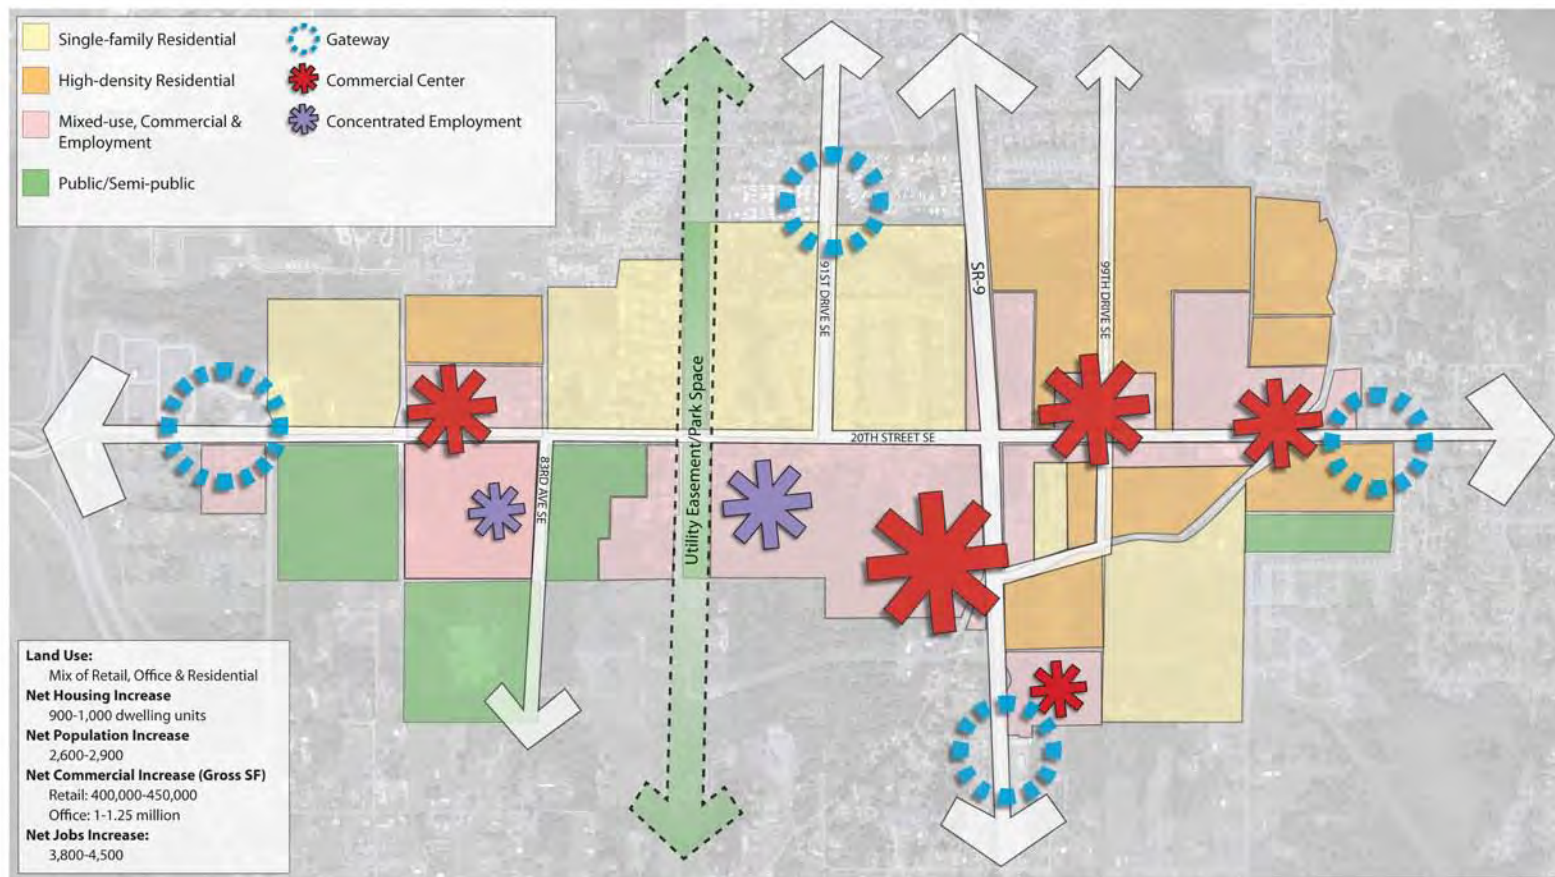 Single-family Residential
High-density Residential
Mixed-use, Commercial &
Employment
Public/Semi-public
Gateway
Commercial Center
Concentrated Employment
91ST DRIVE SE
SR-9
99TH DRIVE SE
20TH STREET SE
83RD AVE SE
Utility Easement/Park Space
Land Use:
Mix of Retail, Office & Residential
Net Housing Increase
900-1,000 dwelling units
Net Population Increase
2,600-2,900
Net Commercial Increase (Gross SF)
Retail: 400,000-450,000
Office: 1-1.25 million
Net Jobs Increase:
3,800-4,500